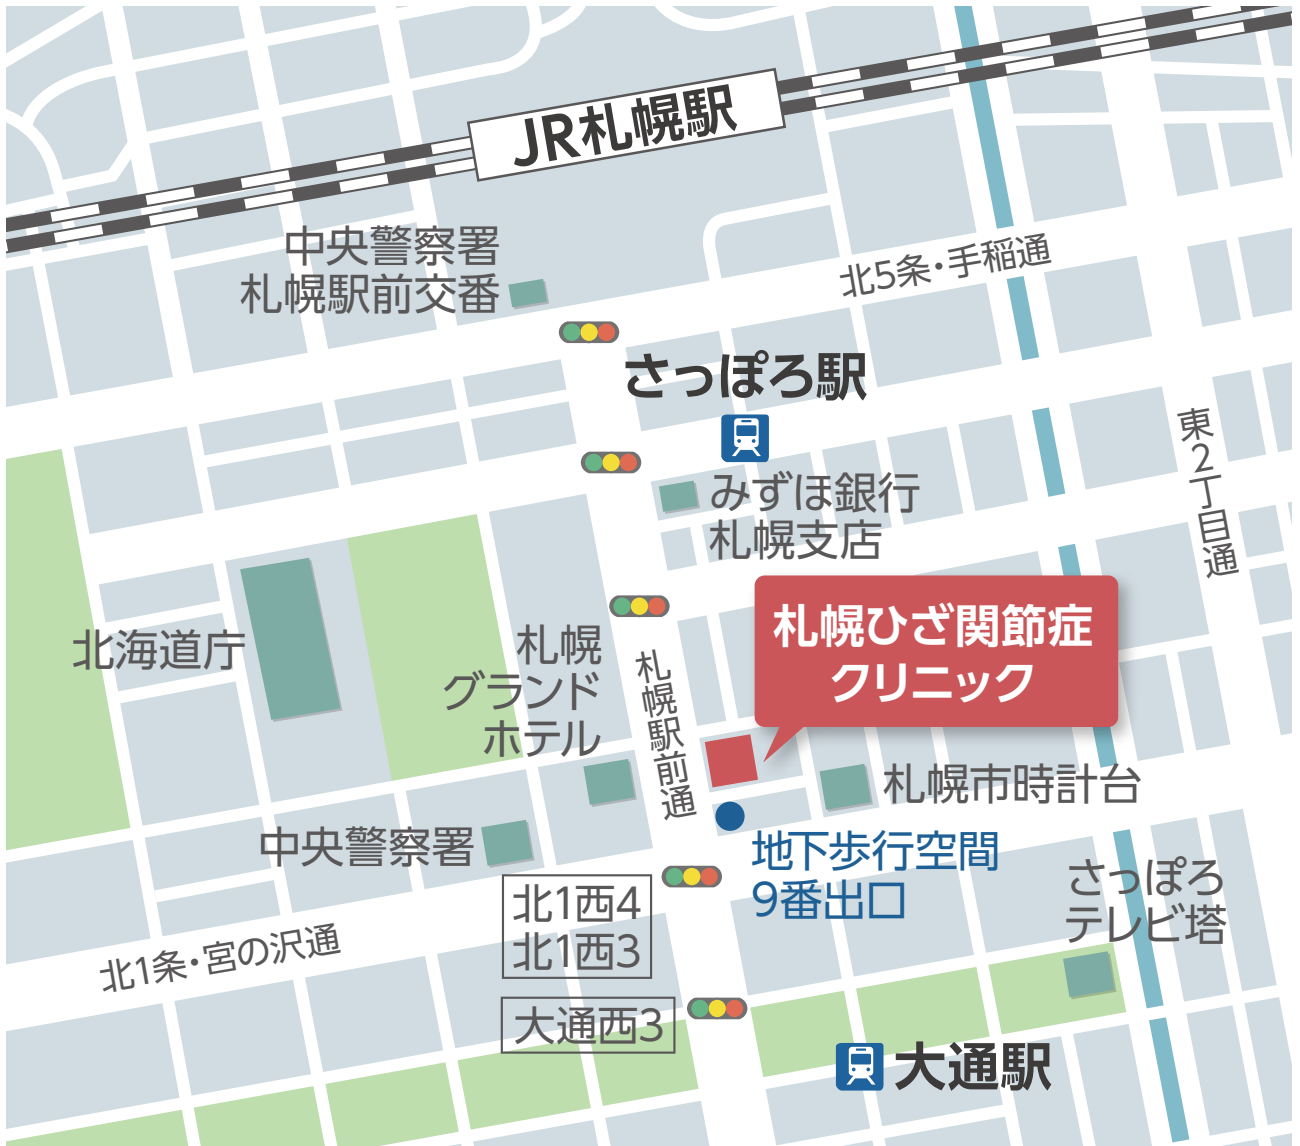 JR札幌駅
中央警察署
札幌駅前交番
北5条・手稲通
さっぽろ駅
東2丁目通
みずほ銀行
札幌支店
札幌ひざ関節症
クリニック
北海道庁
札幌
グランド
ホテル
札幌駅前通
札幌市時計台
中央警察署
地下歩行空間
9番出口
さっぽろ
テレビ塔
北1西4
北1西3
北1条・宮の沢通
大通西3
大通駅